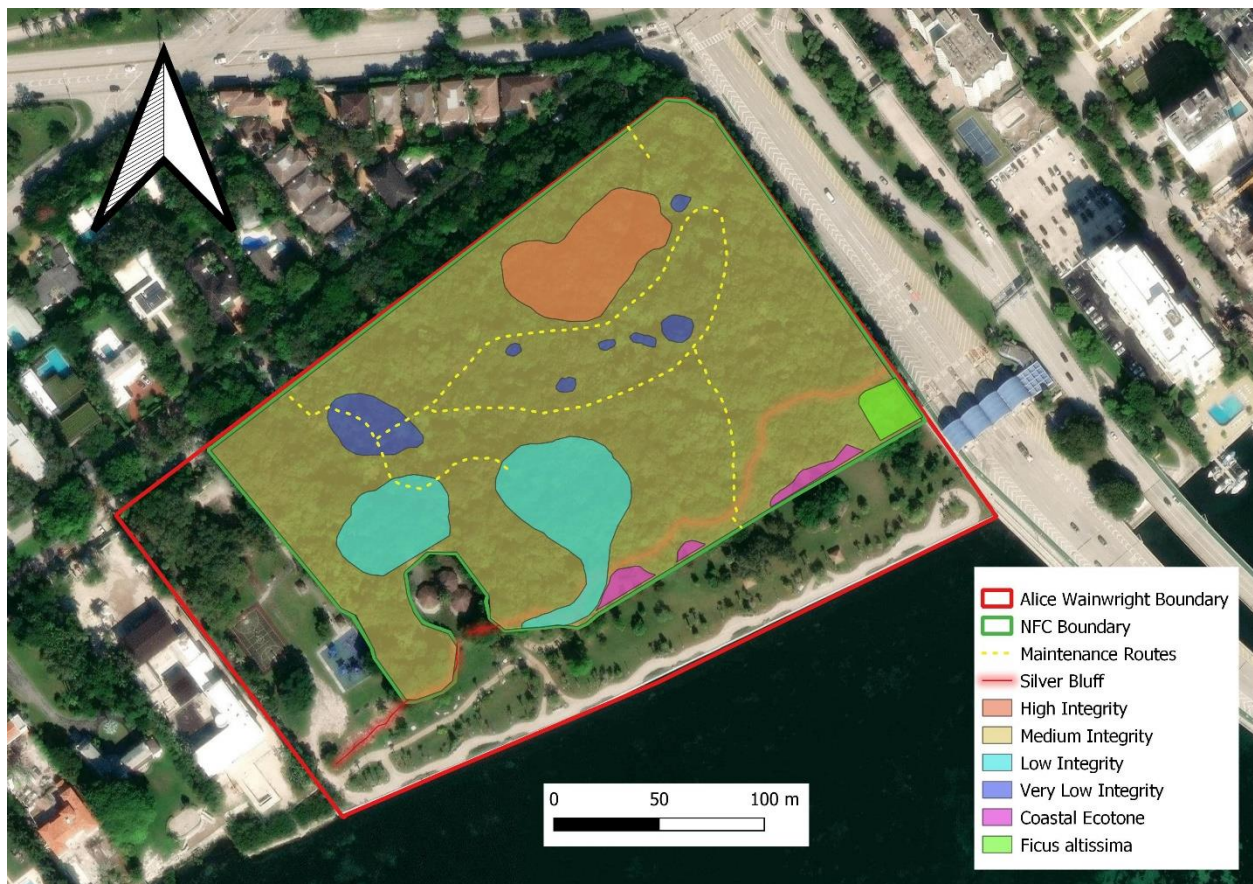 Alice Wainwright Boundary
NFC Boundary
Maintenance Routes
Silver Bluff
High Integrity
Medium Integrity
Low Integrity
Very Low Integrity
Coastal Ecotone
Ficus altissima
0 50 100 m